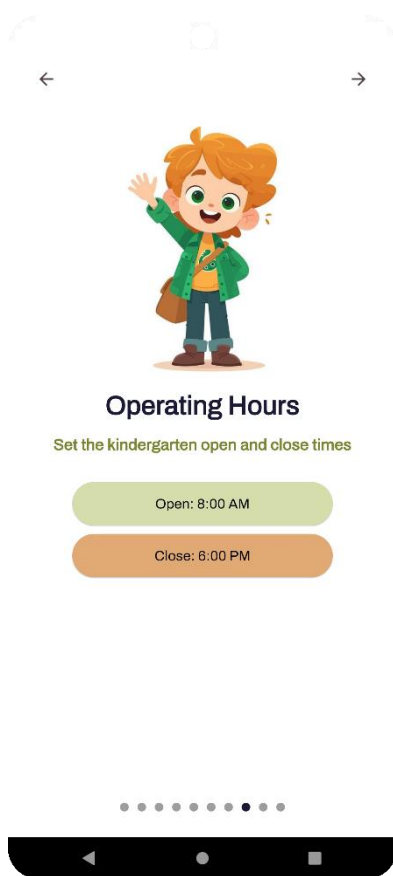 Operating Hours
Set the kindergarten open and close times
Open: 8:00 AM
Close: 6:00 PM